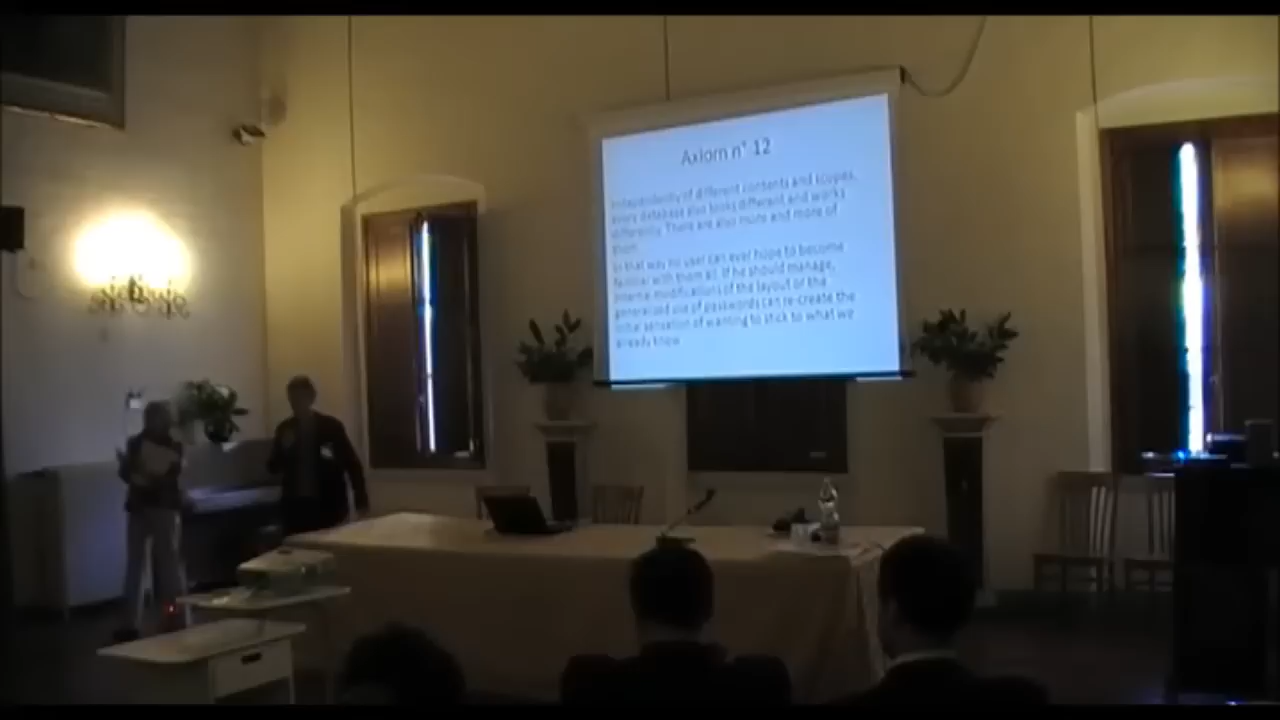 Axiom n° 12
Independently of different contents and scopes,
every database also looks different and works
differently. There are also more and more of
them.
In that way no user can ever hope to become
familiar with them all. If he should manage,
internal modifications of the layout or the
generalized use of passwords can re-create the
initial sensation of wanting to stick to what we
already know